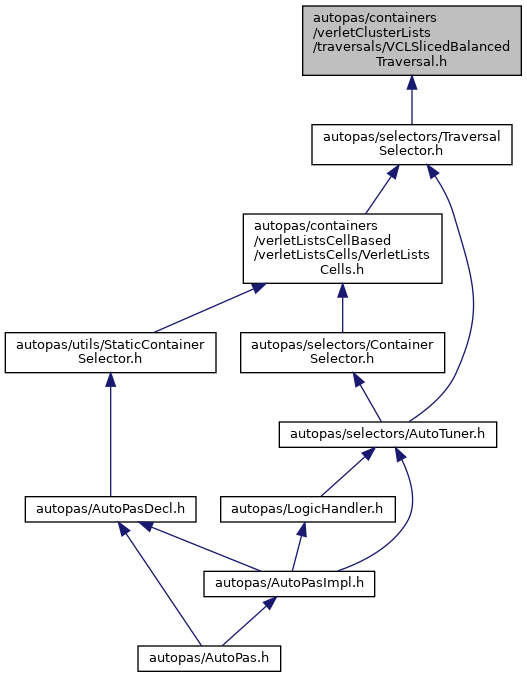 autopas/containers
/verletClusterLists
/traversals/VCLSlicedBalanced
Traversal.h
autopas/selectors/Traversal
Selector.h
autopas/containers
/verletListsCellBased
/verletListsCells/VerletLists
Cells.h
autopas/utils/StaticContainer
Selector.h
autopas/selectors/Container
Selector.h
autopas/selectors/AutoTuner.h
autopas/AutoPasDecl.h
autopas/LogicHandler.h
autopas/AutoPasImpl.h
autopas/AutoPas.h